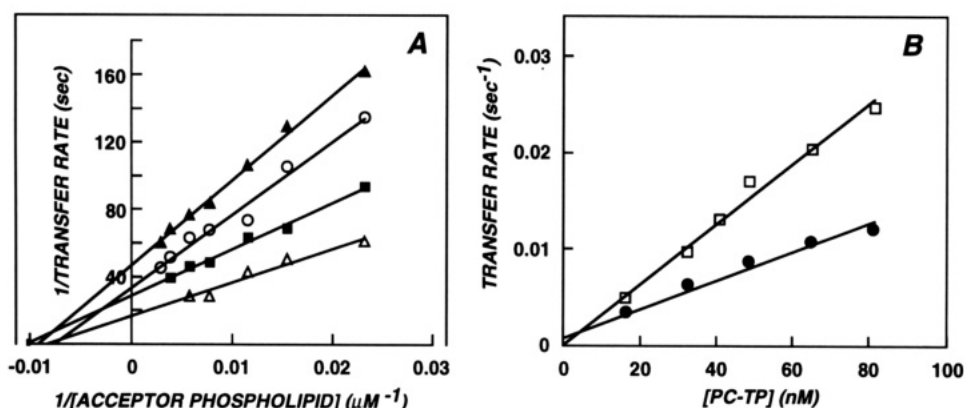 A
1/TRANSFER RATE (sec)
160
120
80
40
-0.01 0 0.01 0.02 0.03
1/[ACCEPTOR PHOSPHOLIPID] (μM⁻¹)
B
TRANSFER RATE (sec⁻¹)
0.03
0.02
0.01
0
0 20 40 60 80 100
[PC-TP] (nM)